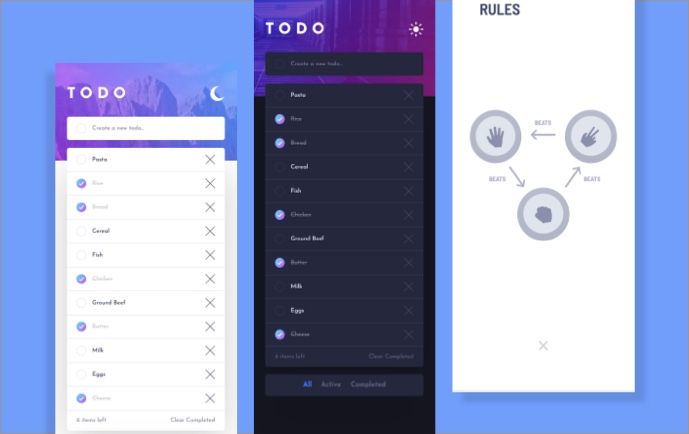 TODO
Create a new todo..
Pasta
Rice
Bread
Cereal
Fish
Chicken
Ground Beef
Butter
Milk
Eggs
Cheese
6 items left
Clear Completed
TODO
Create a new todo..
Pasta
Rice
Bread
Cereal
Fish
Chicken
Ground Beef
Butter
Milk
Eggs
Cheese
6 items left
Clear Completed
All Active Completed
RULES
BEATS
BEATS
BEATS